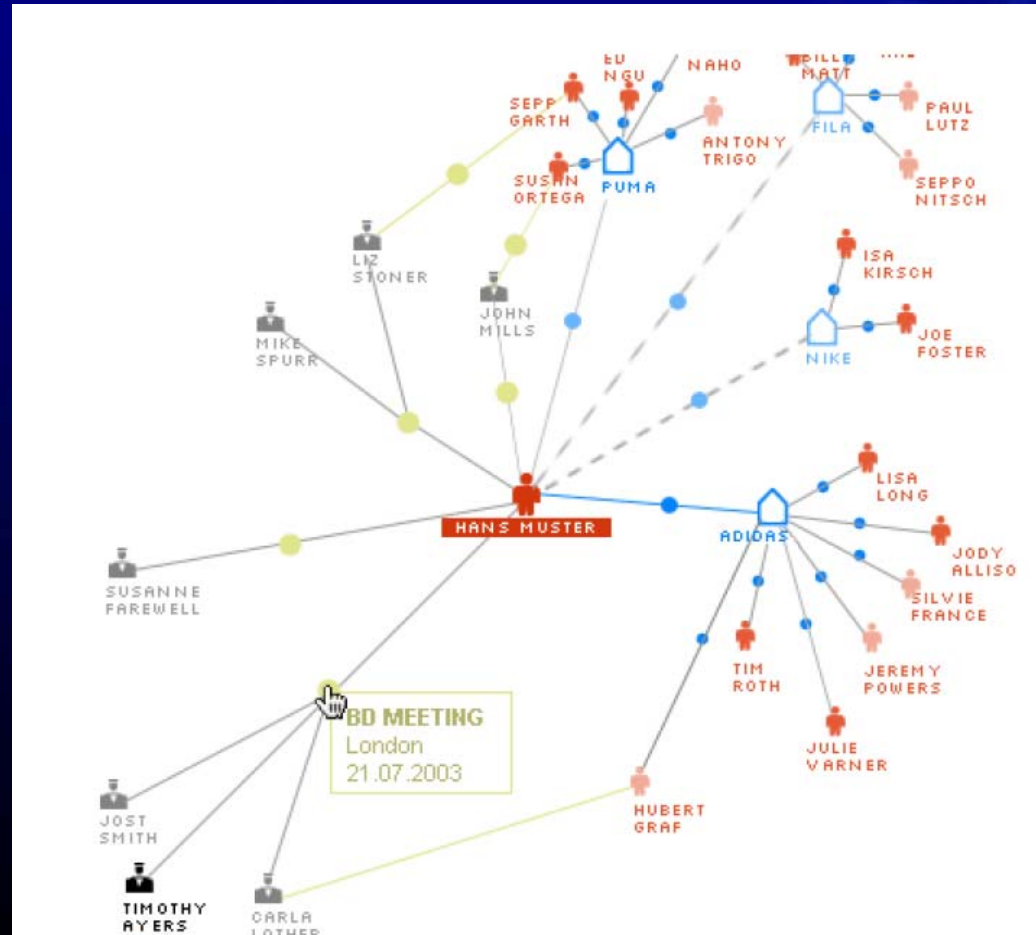 ED
NGU
NAHO
BILL
MATT
SEPP
GARTH
ANTONY
TRIGO
FILA
PAUL
LUTZ
SUSAN
ORTEGA
PUMA
SEPPO
NITSCH
LIZ
STONER
ISA
KIRSCH
JOHN
MILLS
MIKE
SPURR
NIKE
JOE
FOSTER
HANS MUSTER
LISA
LONG
ADIDAS
JODY
ALLISO
SUSANNE
FAREWELL
SILVIE
FRANCE
TIM
ROTH
JEREMY
POWERS
BD MEETING
London
21.07.2003
JULIE
VARNER
JOST
SMITH
HUBERT
GRAF
TIMOTHY
AYERS
CARLA
LOTHER